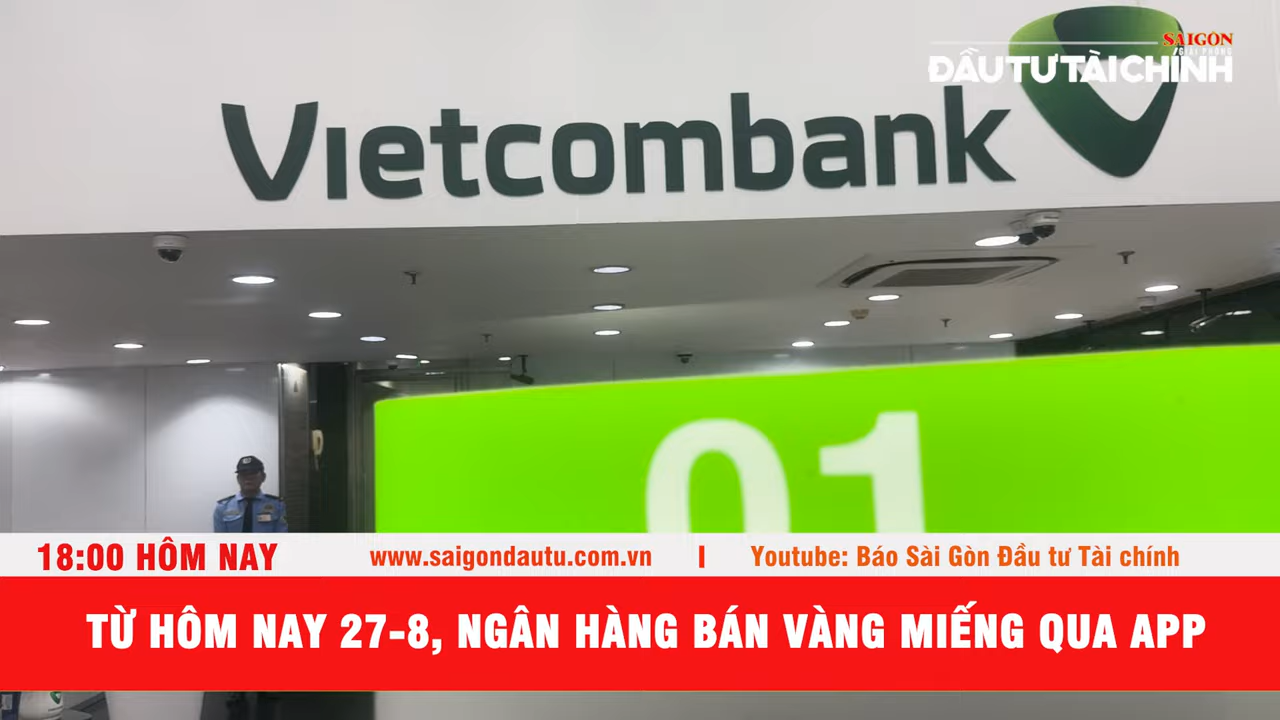 SAIGON
GIẢI PHÓNG
ĐẦU TƯ TÀI CHÍNH
Vietcombank
01
18:00 HÔM NAY
www.saigondautu.com.vn | Youtube: Báo Sài Gòn Đầu tư Tài chính
TỪ HÔM NAY 27-8, NGÂN HÀNG BÁN VÀNG MIẾNG QUA APP